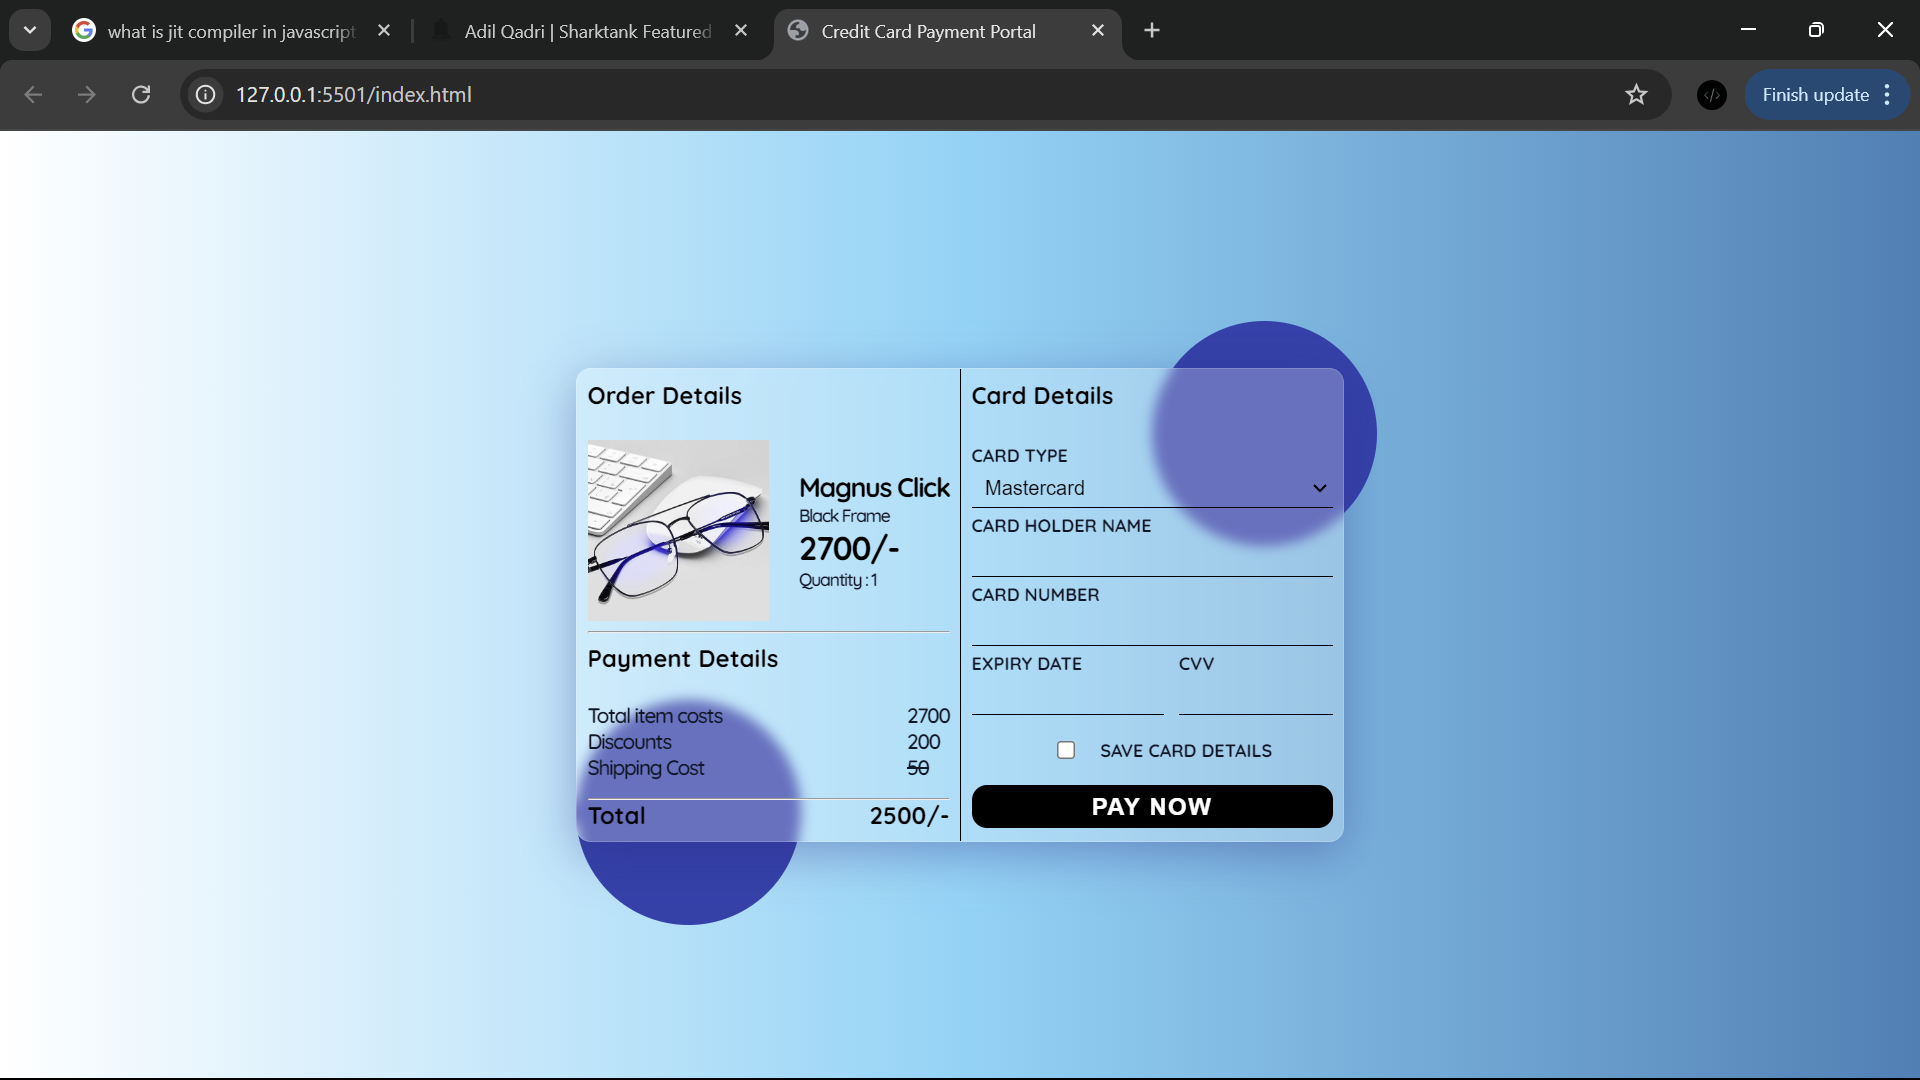 what is jit compiler in javascript
Adil Qadri | Sharktank Featured
Credit Card Payment Portal
127.0.0.1:5501/index.html
</>
Finish update
Order Details
Magnus Click
Black Frame
2700/-
Quantity : 1
Payment Details
Total item costs 2700
Discounts 200
Shipping Cost 50
Total 2500/-
Card Details
CARD TYPE
Mastercard
CARD HOLDER NAME
CARD NUMBER
EXPIRY DATE CVV
SAVE CARD DETAILS
PAY NOW